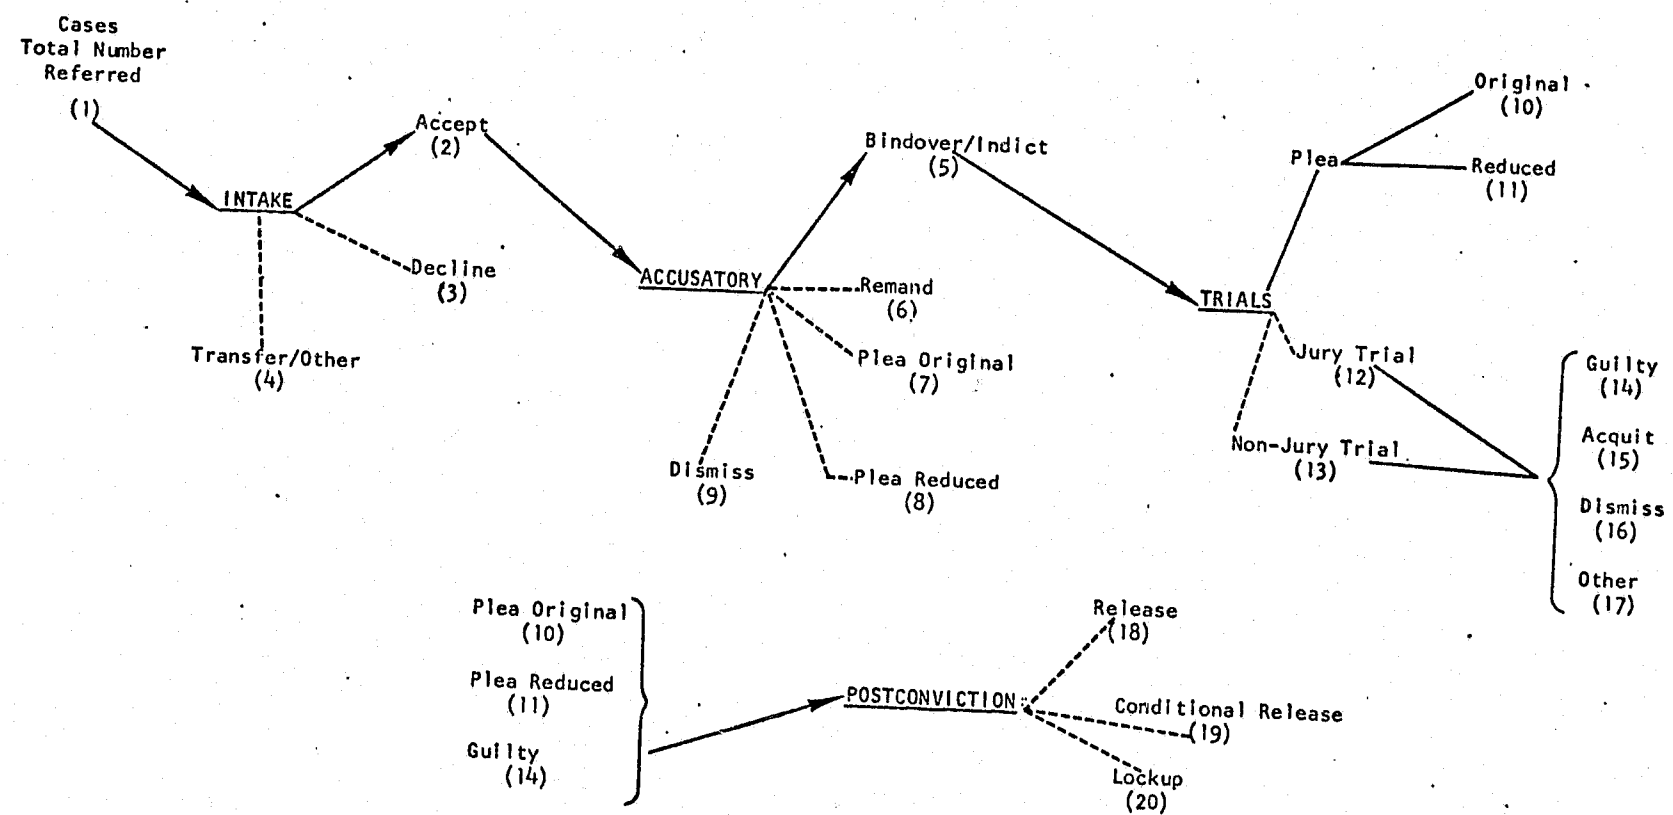 Cases
Total Number
Referred
(1)
INTAKE
Accept
(2)
Decline
(3)
Transfer/Other
(4)
ACCUSATORY
Bindover/Indict
(5)
Remand
(6)
Plea Original
(7)
Plea Reduced
(8)
Dismiss
(9)
TRIALS
Plea
Original
(10)
Reduced
(11)
Jury Trial
(12)
Non-Jury Trial
(13)
Guilty
(14)
Acquit
(15)
Dismiss
(16)
Other
(17)
Plea Original
(10)
Plea Reduced
(11)
Guilty
(14)
POSTCONVICTION
Release
(18)
Conditional Release
(19)
Lockup
(20)